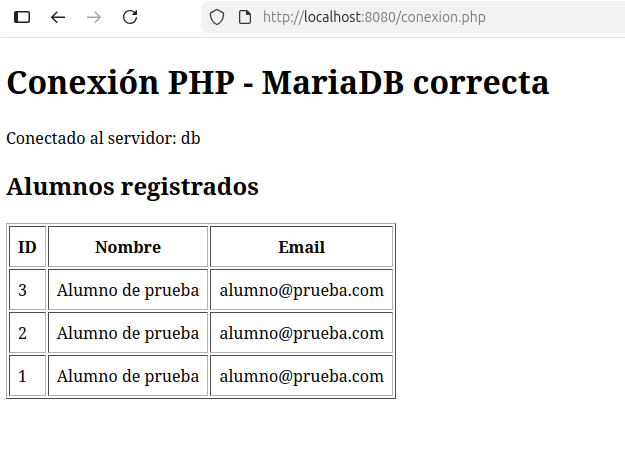 http://localhost:8080/conexion.php
Conexión PHP - MariaDB correcta
Conectado al servidor: db
Alumnos registrados
ID Nombre Email
3 Alumno de prueba alumno@prueba.com
2 Alumno de prueba alumno@prueba.com
1 Alumno de prueba alumno@prueba.com